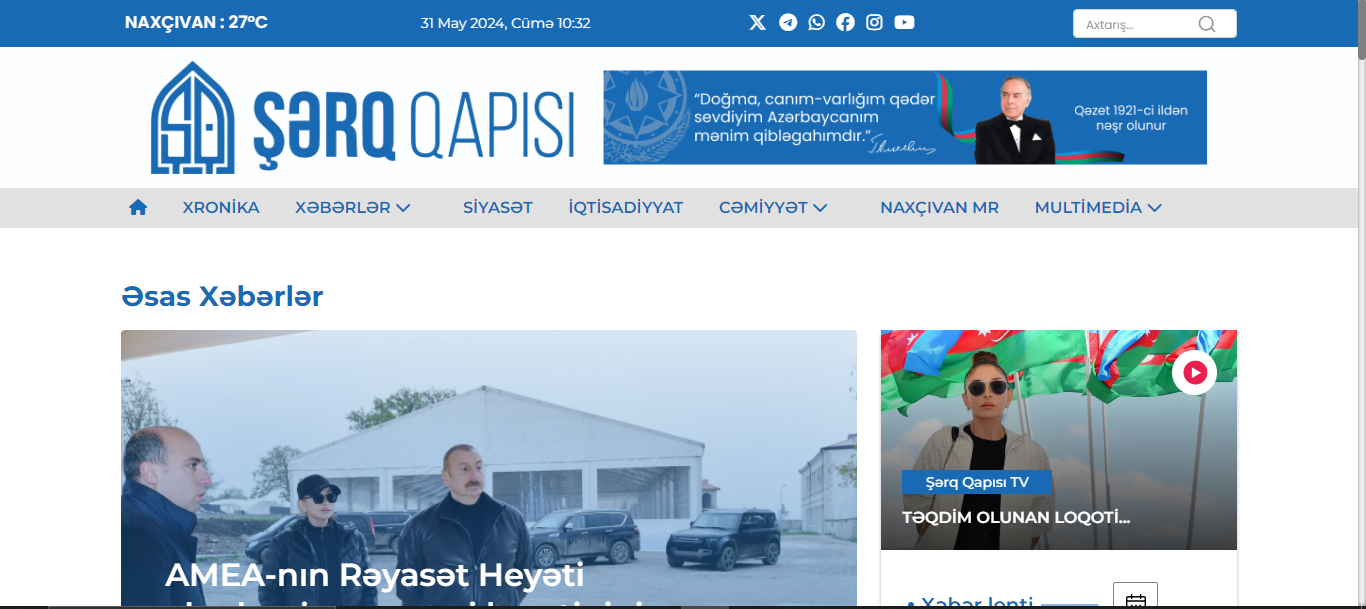 NAXÇIVAN : 27°C
31 May 2024, Cümə 10:32
Axtarış...
ŞƏRQ QAPISI
“Doğma, canım-varlığım qədər
sevdiyim Azərbaycanım
mənim qibləgahımdır.”
Qəzet 1921-ci ildən
nəşr olunur
XRONİKA XƏBƏRLƏR SİYASƏT İQTİSADİYYAT CƏMİYYƏT NAXÇIVAN MR MULTİMEDİA
Əsas Xəbərlər
AMEA-nın Rəyasət Heyəti
Şərq Qapısı TV
TƏQDİM OLUNAN LOQOTİ...
Xəbər lenti